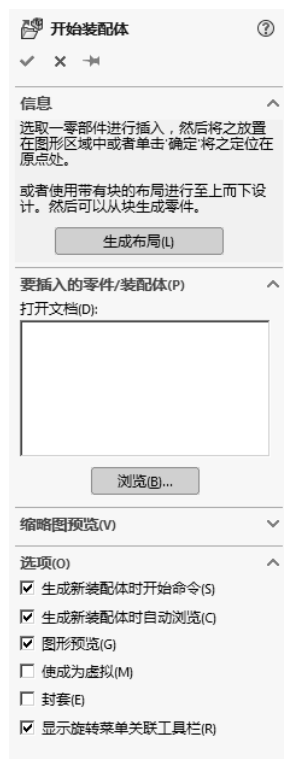 开始装配体
信息
选取一零部件进行插入，然后将之放置
在图形区域中或者单击'确定'将之定位在
原点处。
或者使用带有块的布局进行至上而下设
计。然后可以从块生成零件。
生成布局(L)
要插入的零件/装配体(P)
打开文档(D):
浏览(B)...
缩略图预览(V)
选项(O)
生成新装配体时开始命令(S)
生成新装配体时自动浏览(C)
图形预览(G)
使成为虚拟(M)
封套(E)
显示旋转菜单关联工具栏(R)